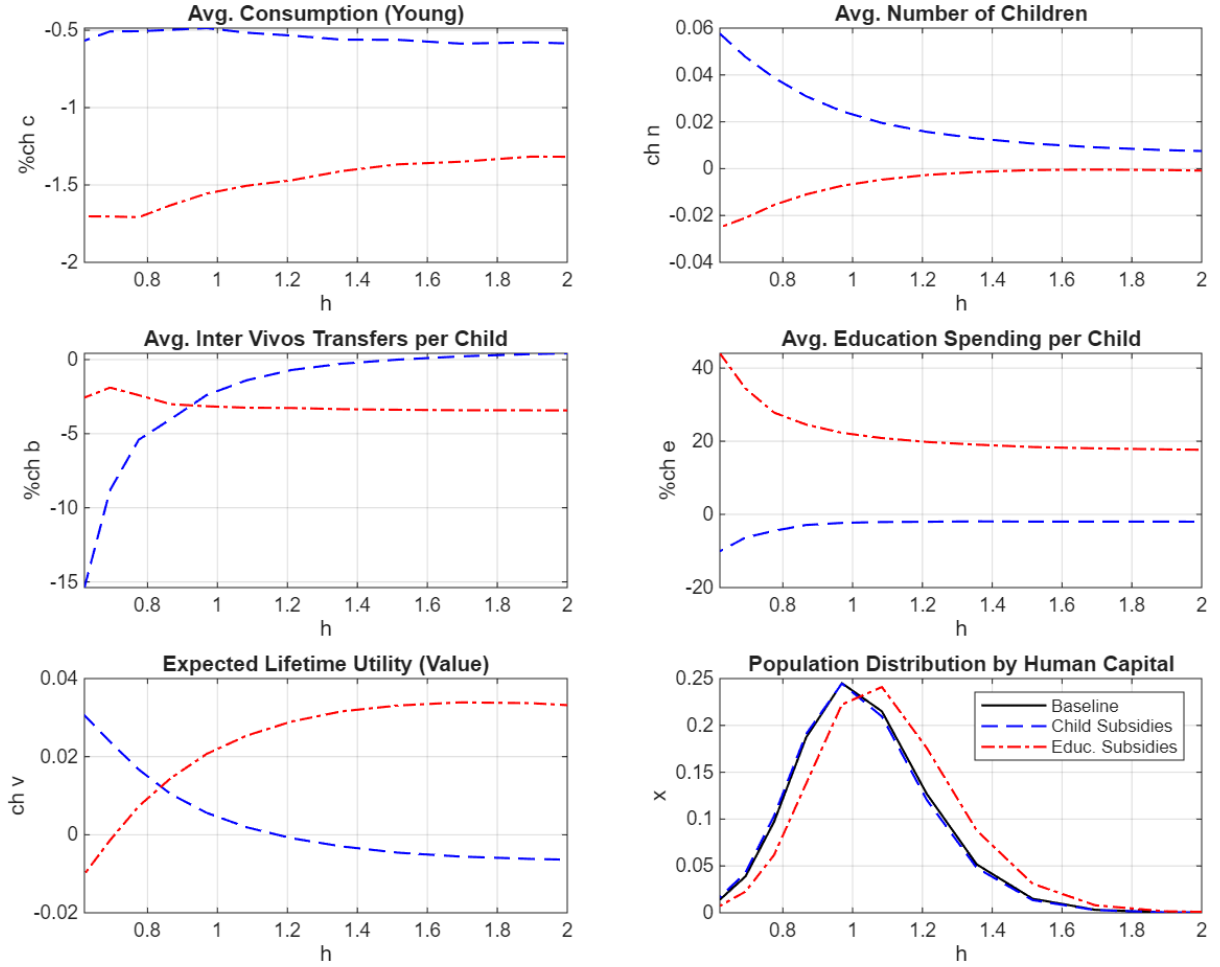 Avg. Consumption (Young)
%ch c
-0.5
-1
-1.5
-2
0.8 1 1.2 1.4 1.6 1.8 2
h
Avg. Number of Children
ch n
0.06
0.04
0.02
0
-0.02
-0.04
0.8 1 1.2 1.4 1.6 1.8 2
h
Avg. Inter Vivos Transfers per Child
%ch b
0
-5
-10
-15
0.8 1 1.2 1.4 1.6 1.8 2
h
Avg. Education Spending per Child
%ch e
40
20
0
-20
0.8 1 1.2 1.4 1.6 1.8 2
h
Expected Lifetime Utility (Value)
ch v
0.04
0.02
0
-0.02
0.8 1 1.2 1.4 1.6 1.8 2
h
Population Distribution by Human Capital
x
0.25
0.2
0.15
0.1
0.05
0
Baseline
Child Subsidies
Educ. Subsidies
0.8 1 1.2 1.4 1.6 1.8 2
h